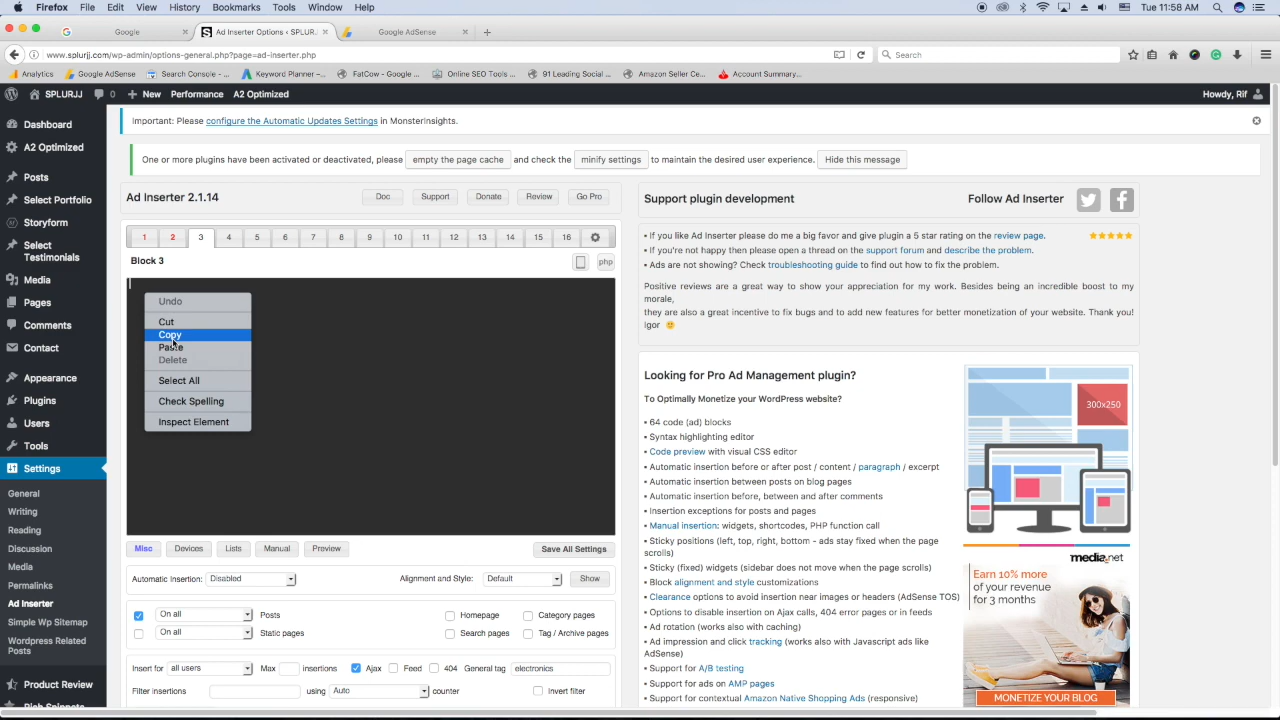 Firefox File Edit View History Bookmarks Tools Window Help Tue 11:58 AM
Google Ad Inserter Options ‹ SPLUR... Google AdSense
www.splurjj.com/wp-admin/options-general.php?page=ad-inserter.php Search
Analytics Google AdSense Search Console - ... Keyword Planner –... FatCow - Google ... Online SEO Tools ... 91 Leading Social ... Amazon Seller Ce... Account Summary...
SPLURJJ 0 New Performance A2 Optimized Howdy, Rif
Dashboard
A2 Optimized
Posts
Select Portfolio
Storyform
Select
Testimonials
Media
Pages
Comments
Contact
Appearance
Plugins
Users
Tools
Settings
General
Writing
Reading
Discussion
Media
Permalinks
Ad Inserter
Simple Wp Sitemap
Wordpress Related
Posts
Product Review
Rich Snippets
Important: Please configure the Automatic Updates Settings in MonsterInsights.
One or more plugins have been activated or deactivated, please empty the page cache and check the minify settings to maintain the desired user experience. Hide this message
Ad Inserter 2.1.14 Doc Support Donate Review Go Pro
1 2 3 4 5 6 7 8 9 10 11 12 13 14 15 16
Block 3 php
Undo
Cut
Copy
Paste
Delete
Select All
Check Spelling
Inspect Element
Misc Devices Lists Manual Preview Save All Settings
Automatic Insertion: Disabled Alignment and Style: Default Show
On all Posts Homepage Category pages
On all Static pages Search pages Tag / Archive pages
Insert for all users Max insertions Ajax Feed 404 General tag electronics
Filter insertions using Auto counter Invert filter
Support plugin development Follow Ad Inserter
• If you like Ad Inserter please do me a big favor and give plugin a 5 star rating on the review page.
• If you're not happy then please open a thread on the support forum and describe the problem.
• Ads are not showing? Check troubleshooting guide to find out how to fix the problem.
Positive reviews are a great way to show your appreciation for my work. Besides being an incredible boost to my
morale,
they are also a great incentive to fix bugs and to add new features for better monetization of your website. Thank you!
Igor
Looking for Pro Ad Management plugin?
To Optimally Monetize your WordPress website?
• 64 code (ad) blocks
• Syntax highlighting editor
• Code preview with visual CSS editor
• Automatic insertion before or after post / content / paragraph / excerpt
• Automatic insertion between posts on blog pages
• Automatic insertion before, between and after comments
• Insertion exceptions for posts and pages
• Manual insertion: widgets, shortcodes, PHP function call
• Sticky positions (left, top, right, bottom - ads stay fixed when the page
scrolls)
• Sticky (fixed) widgets (sidebar does not move when the page scrolls)
• Block alignment and style customizations
• Clearance options to avoid insertion near images or headers (AdSense TOS)
• Options to disable insertion on Ajax calls, 404 error pages or in feeds
• Ad rotation (works also with caching)
• Ad impression and click tracking (works also with Javascript ads like
AdSense)
• Support for A/B testing
• Support for ads on AMP pages
• Support for contextual Amazon Native Shopping Ads (responsive)
300x250
media.net
Earn 10% more
of your revenue
for 3 months
MONETIZE YOUR BLOG